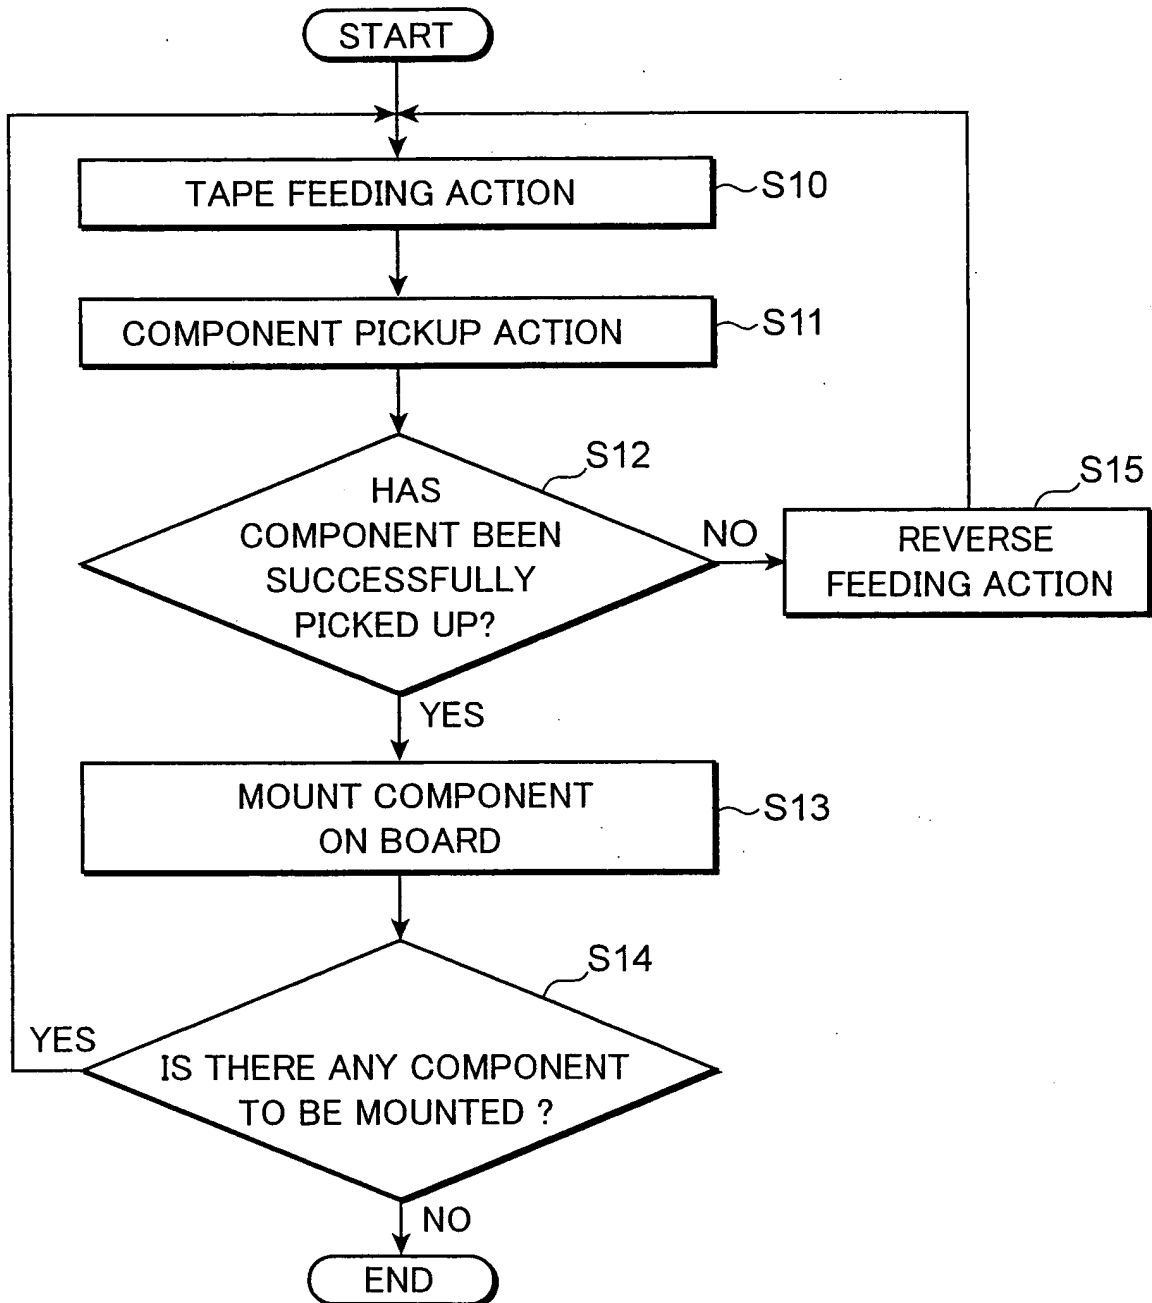 START
TAPE FEEDING ACTION
S10
COMPONENT PICKUP ACTION
S11
S12
HAS
COMPONENT BEEN
SUCCESSFULLY
PICKED UP?
NO
S15
REVERSE
FEEDING ACTION
YES
MOUNT COMPONENT
ON BOARD
S13
S14
YES
IS THERE ANY COMPONENT
TO BE MOUNTED ?
NO
END